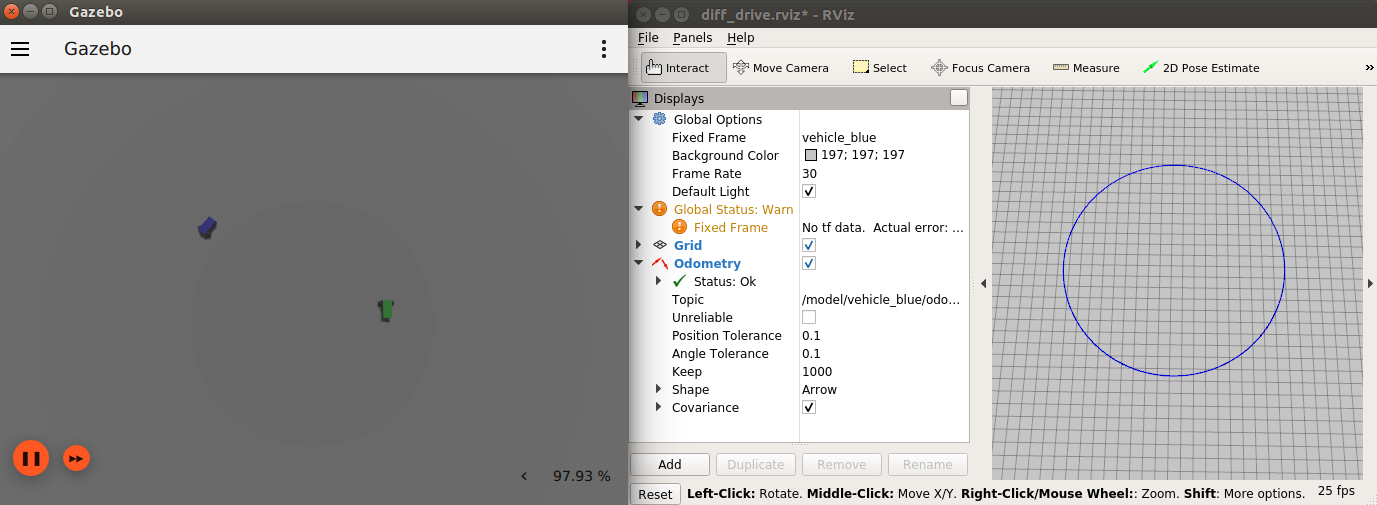 Gazebo
Gazebo
97.93 %
diff_drive.rviz* - RViz
File Panels Help
Interact Move Camera Select Focus Camera Measure 2D Pose Estimate »
Displays
Global Options
Fixed Frame vehicle_blue
Background Color 197; 197; 197
Frame Rate 30
Default Light
Global Status: Warn
Fixed Frame No tf data.  Actual error: ...
Grid
Odometry
Status: Ok
Topic /model/vehicle_blue/odo...
Unreliable
Position Tolerance 0.1
Angle Tolerance 0.1
Keep 1000
Shape Arrow
Covariance
Add Duplicate Remove Rename
Reset Left-Click: Rotate. Middle-Click: Move X/Y. Right-Click/Mouse Wheel:: Zoom. Shift: More options. 25 fps